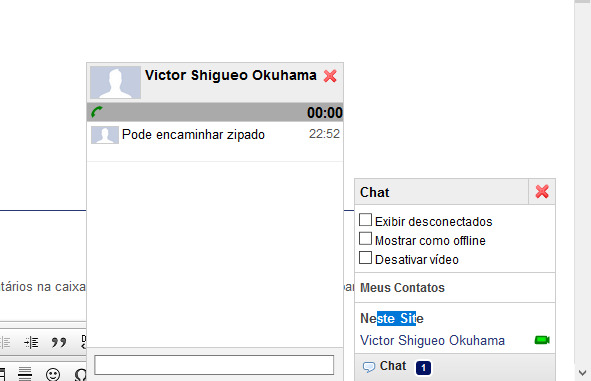 Victor Shigueo Okuhama
00:00
Pode encaminhar zipado 22:52
Chat
Exibir desconectados
Mostrar como offline
Desativar vídeo
Meus Contatos
tários na caixa
Neste Site
Victor Shigueo Okuhama
Chat 1